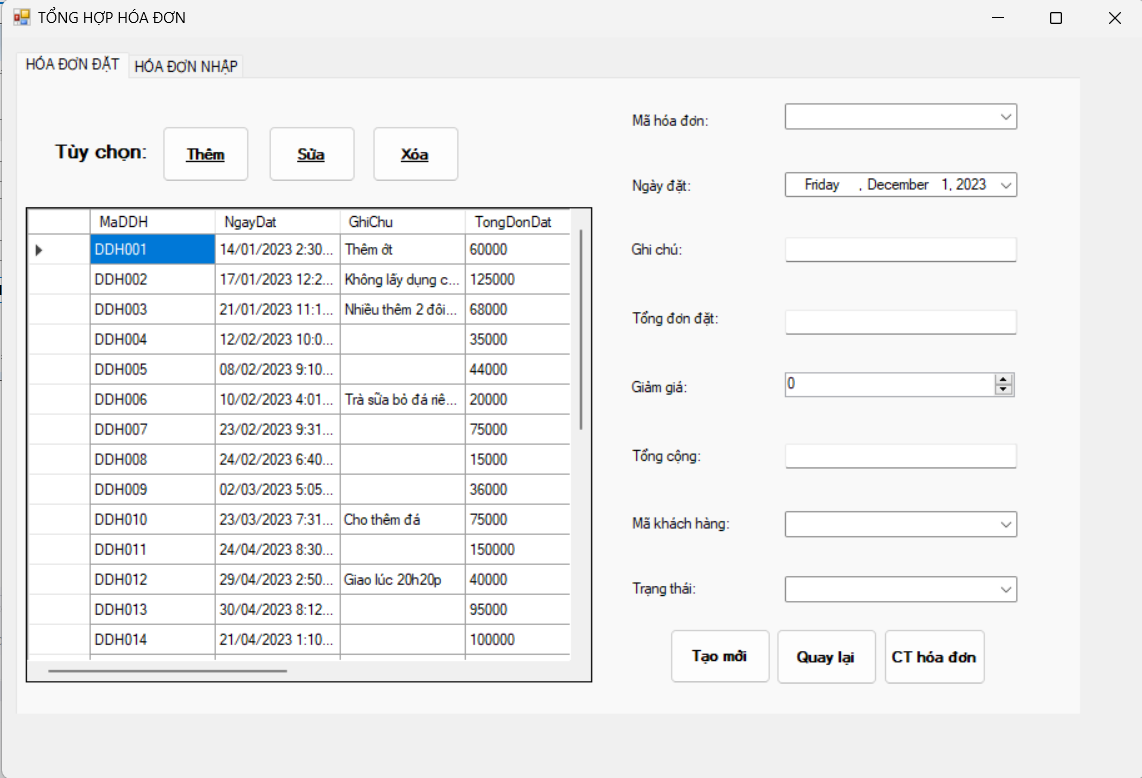 TỔNG HỢP HÓA ĐƠN
HÓA ĐƠN ĐẶT HÓA ĐƠN NHẬP
Tùy chọn: Thêm Sửa Xóa
MaDDH NgayDat GhiChu TongDonDat
DDH001 14/01/2023 2:30... Thêm ớt 60000
DDH002 17/01/2023 12:2... Không lấy dụng c... 125000
DDH003 21/01/2023 11:1... Nhiều thêm 2 đôi... 68000
DDH004 12/02/2023 10:0... 35000
DDH005 08/02/2023 9:10... 44000
DDH006 10/02/2023 4:01... Trà sữa bỏ đá riê... 20000
DDH007 23/02/2023 9:31... 75000
DDH008 24/02/2023 6:40... 15000
DDH009 02/03/2023 5:05... 36000
DDH010 23/03/2023 7:31... Cho thêm đá 75000
DDH011 24/04/2023 8:30... 150000
DDH012 29/04/2023 2:50... Giao lúc 20h20p 40000
DDH013 30/04/2023 8:12... 95000
DDH014 21/04/2023 1:10... 100000
Mã hóa đơn:
Ngày đặt: Friday , December 1, 2023
Ghi chú:
Tổng đơn đặt:
Giảm giá: 0
Tổng cộng:
Mã khách hàng:
Trạng thái:
Tạo mới Quay lại CT hóa đơn